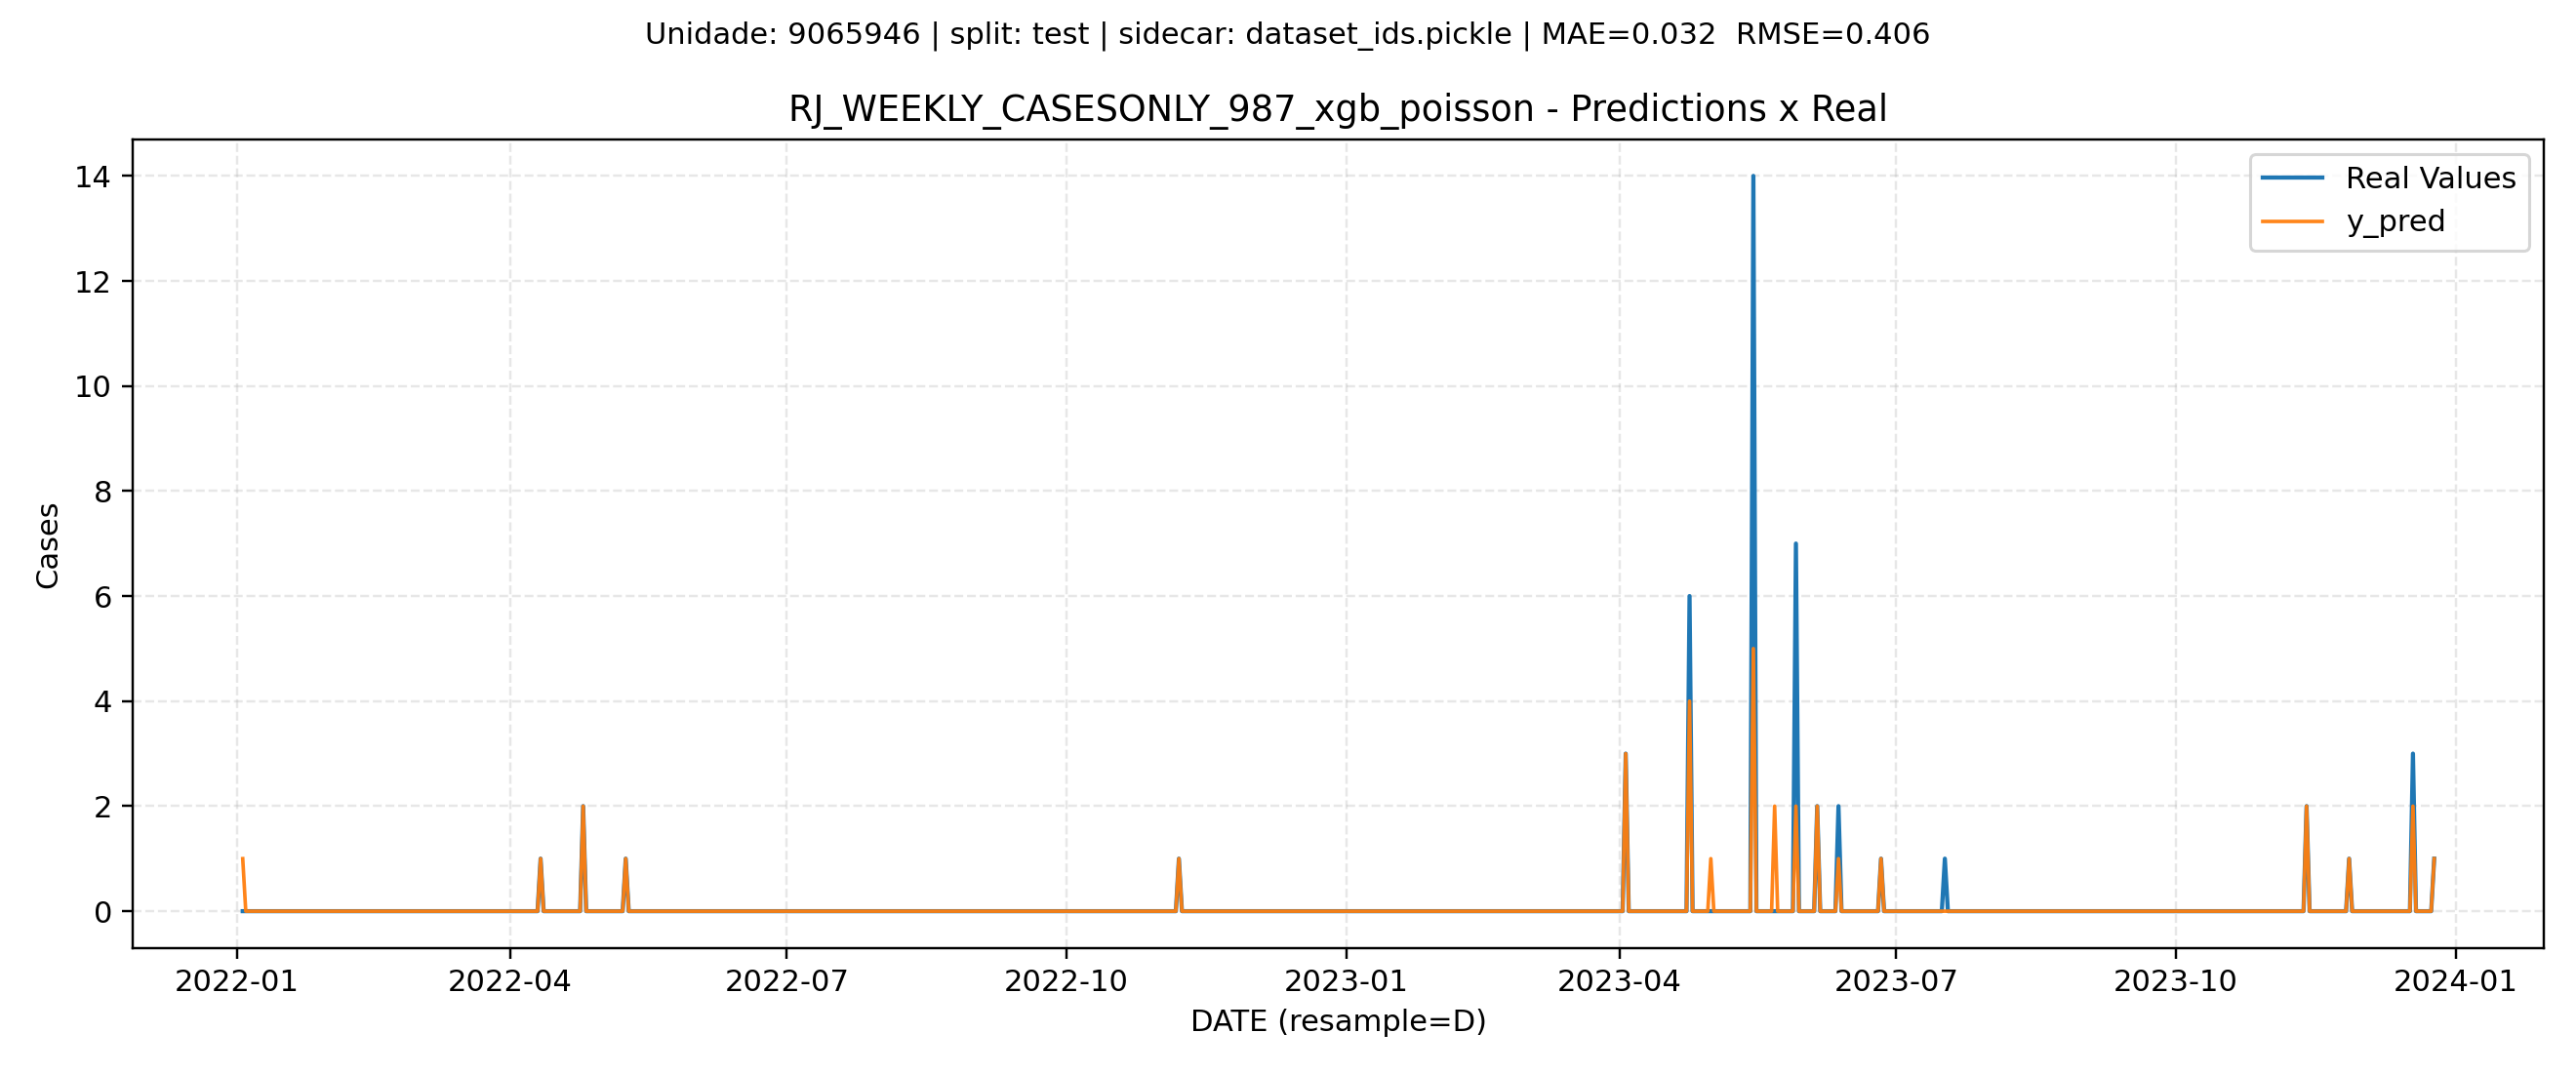 Unidade: 9065946 | split: test | sidecar: dataset_ids.pickle | MAE=0.032  RMSE=0.406
RJ_WEEKLY_CASESONLY_987_xgb_poisson - Predictions x Real
Real Values
y_pred
Cases
14
12
10
8
6
4
2
0
2022-01 2022-04 2022-07 2022-10 2023-01 2023-04 2023-07 2023-10 2024-01
DATE (resample=D)